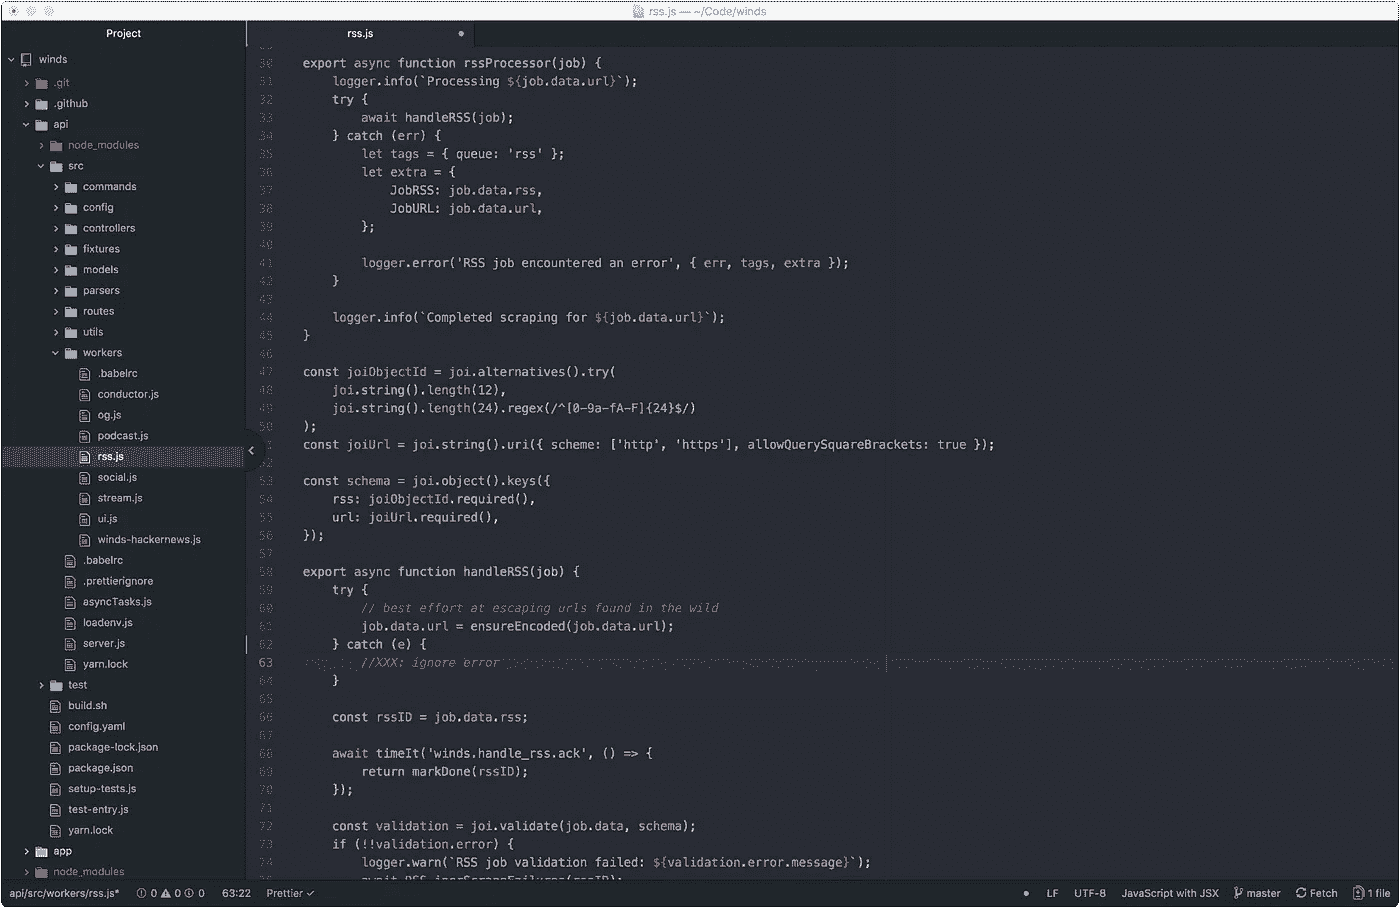 rss.js — ~/Code/winds
Project
rss.js
winds
.git
.github
api
node_modules
src
commands
config
controllers
fixtures
models
parsers
routes
utils
workers
.babelrc
conductor.js
og.js
podcast.js
rss.js
social.js
stream.js
ui.js
winds-hackernews.js
.babelrc
.prettierignore
asyncTasks.js
loadenv.js
server.js
yarn.lock
test
build.sh
config.yaml
package-lock.json
package.json
setup-tests.js
test-entry.js
yarn.lock
app
node_modules
30 export async function rssProcessor(job) {
31 logger.info(`Processing ${job.data.url}`);
32 try {
33 await handleRSS(job);
34 } catch (err) {
35 let tags = { queue: 'rss' };
36 let extra = {
37 JobRSS: job.data.rss,
38 JobURL: job.data.url,
39 };
40
41 logger.error('RSS job encountered an error', { err, tags, extra });
42 }
43
44 logger.info(`Completed scraping for ${job.data.url}`);
45 }
46
47 const joiObjectId = joi.alternatives().try(
48 joi.string().length(12),
49 joi.string().length(24).regex(/^[0-9a-fA-F]{24}$/)
50 );
51 const joiUrl = joi.string().uri({ scheme: ['http', 'https'], allowQuerySquareBrackets: true });
52
53 const schema = joi.object().keys({
54 rss: joiObjectId.required(),
55 url: joiUrl.required(),
56 });
57
58 export async function handleRSS(job) {
59 try {
60 // best effort at escaping urls found in the wild
61 job.data.url = ensureEncoded(job.data.url);
62 } catch (e) {
63 //XXX: ignore error
64 }
65
66 const rssID = job.data.rss;
67
68 await timeIt('winds.handle_rss.ack', () => {
69 return markDone(rssID);
70 });
71
72 const validation = joi.validate(job.data, schema);
73 if (!!validation.error) {
74 logger.warn(`RSS job validation failed: ${validation.error.message}`);
api/src/workers/rss.js* 0 0 0 63:22 Prettier ✓ LF UTF-8 JavaScript with JSX master Fetch 1 file